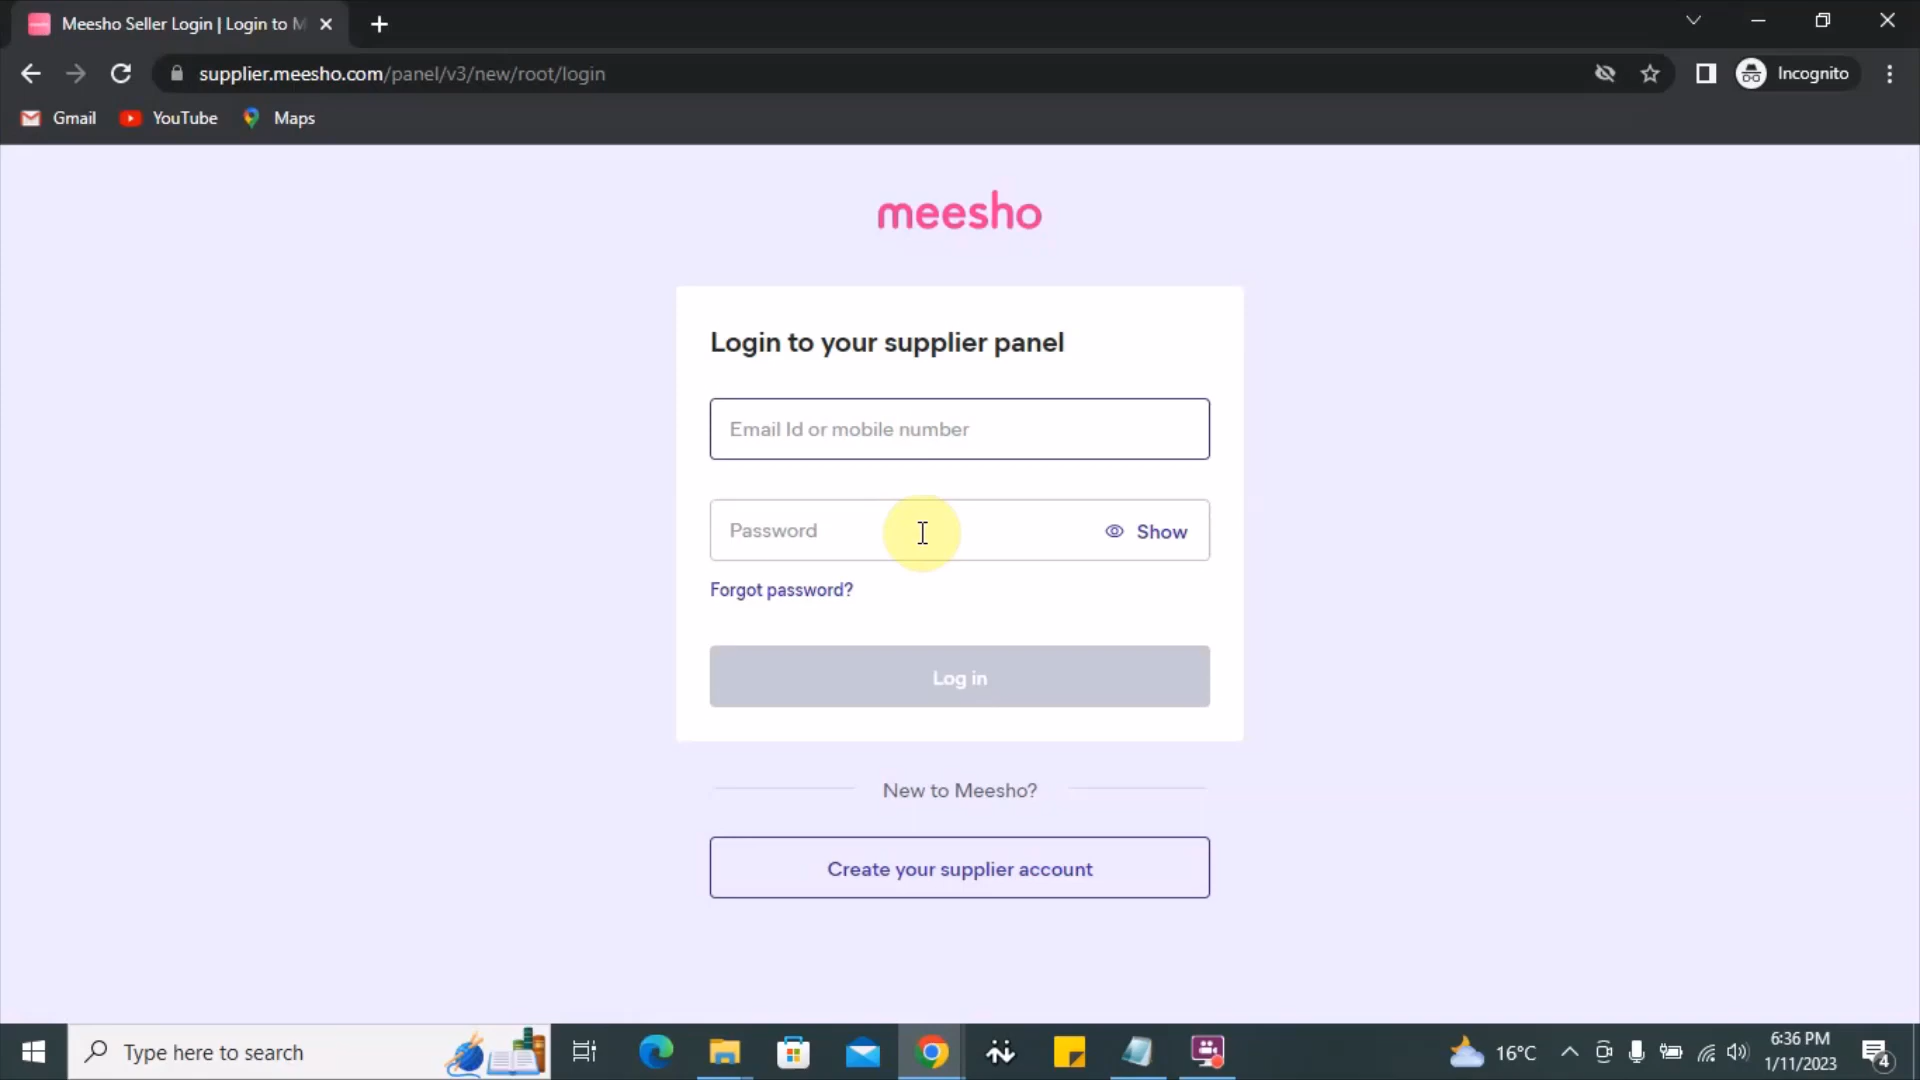 Meesho Seller Login | Login to M
supplier.meesho.com/panel/v3/new/root/login
Incognito
Gmail
YouTube
Maps
meesho
Login to your supplier panel
Email Id or mobile number
Password
Show
Forgot password?
Log in
New to Meesho?
Create your supplier account
Type here to search
16°C
6:36 PM
1/11/2023
4